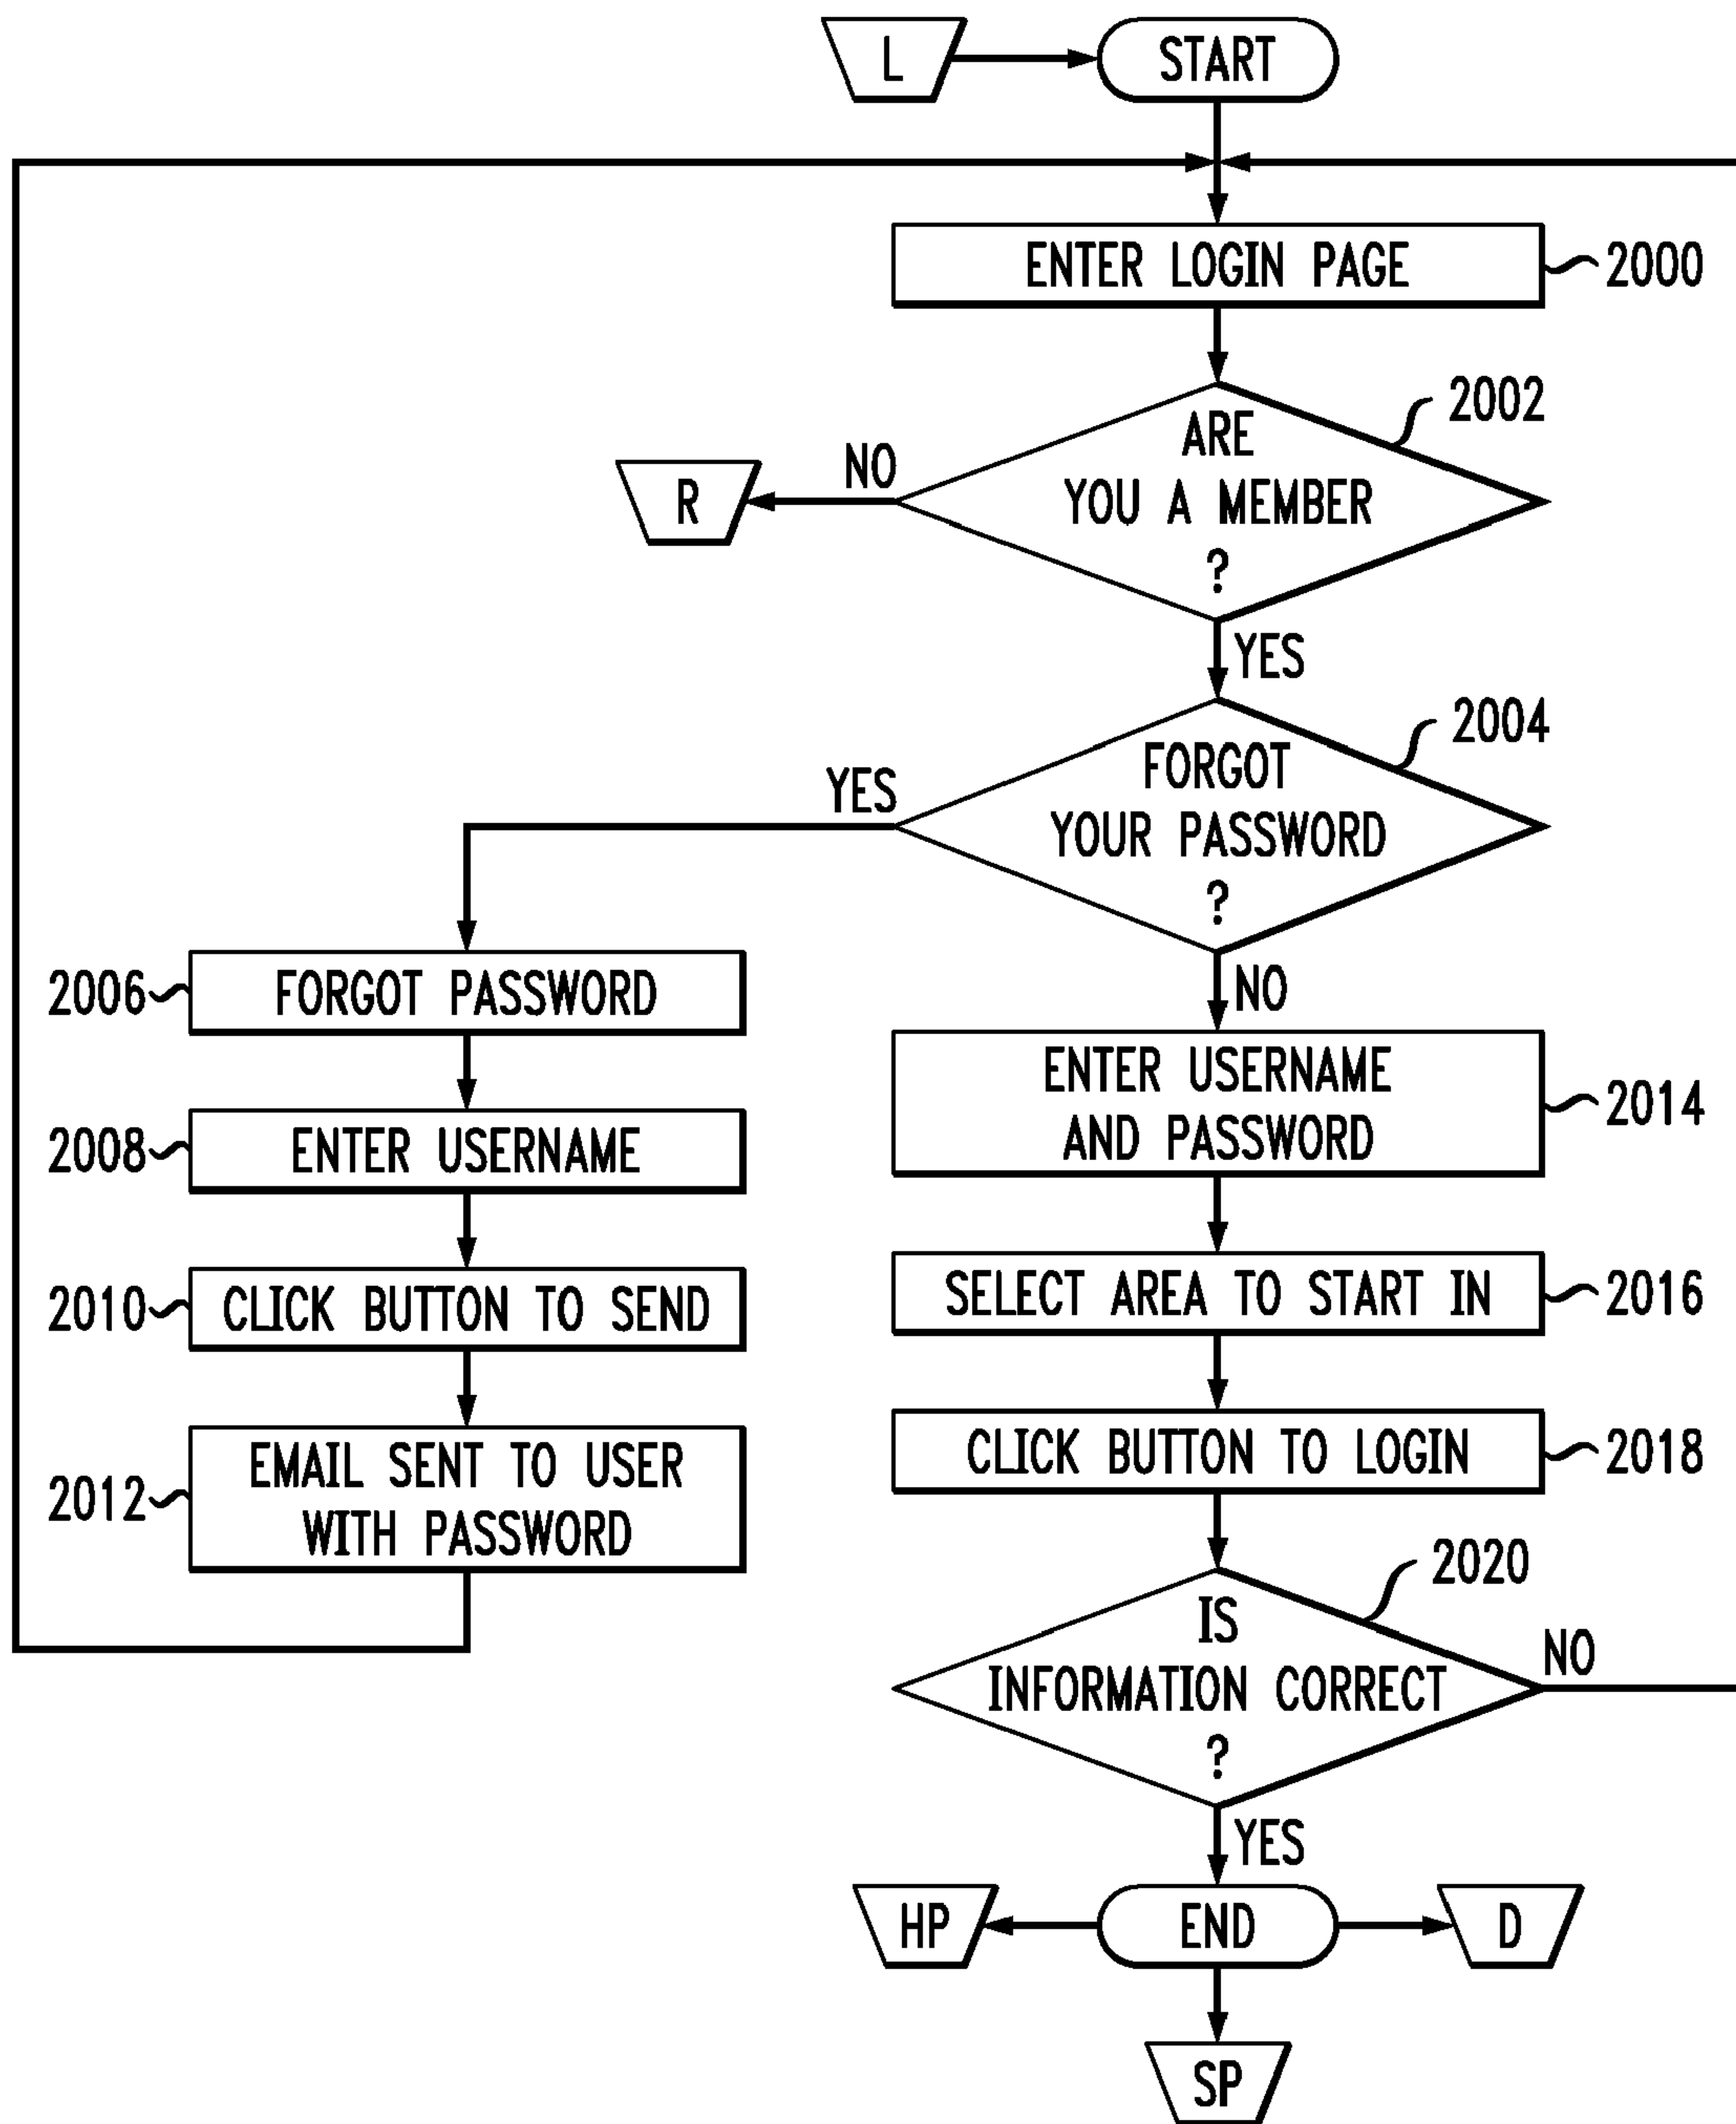 L
START
ENTER LOGIN PAGE
2000
2002
ARE
YOU A MEMBER
?
NO
R
YES
2004
FORGOT
YOUR PASSWORD
?
YES
2006
FORGOT PASSWORD
2008
ENTER USERNAME
2010
CLICK BUTTON TO SEND
2012
EMAIL SENT TO USER
WITH PASSWORD
NO
ENTER USERNAME
AND PASSWORD
2014
SELECT AREA TO START IN
2016
CLICK BUTTON TO LOGIN
2018
2020
IS
INFORMATION CORRECT
?
NO
YES
HP
END
D
SP